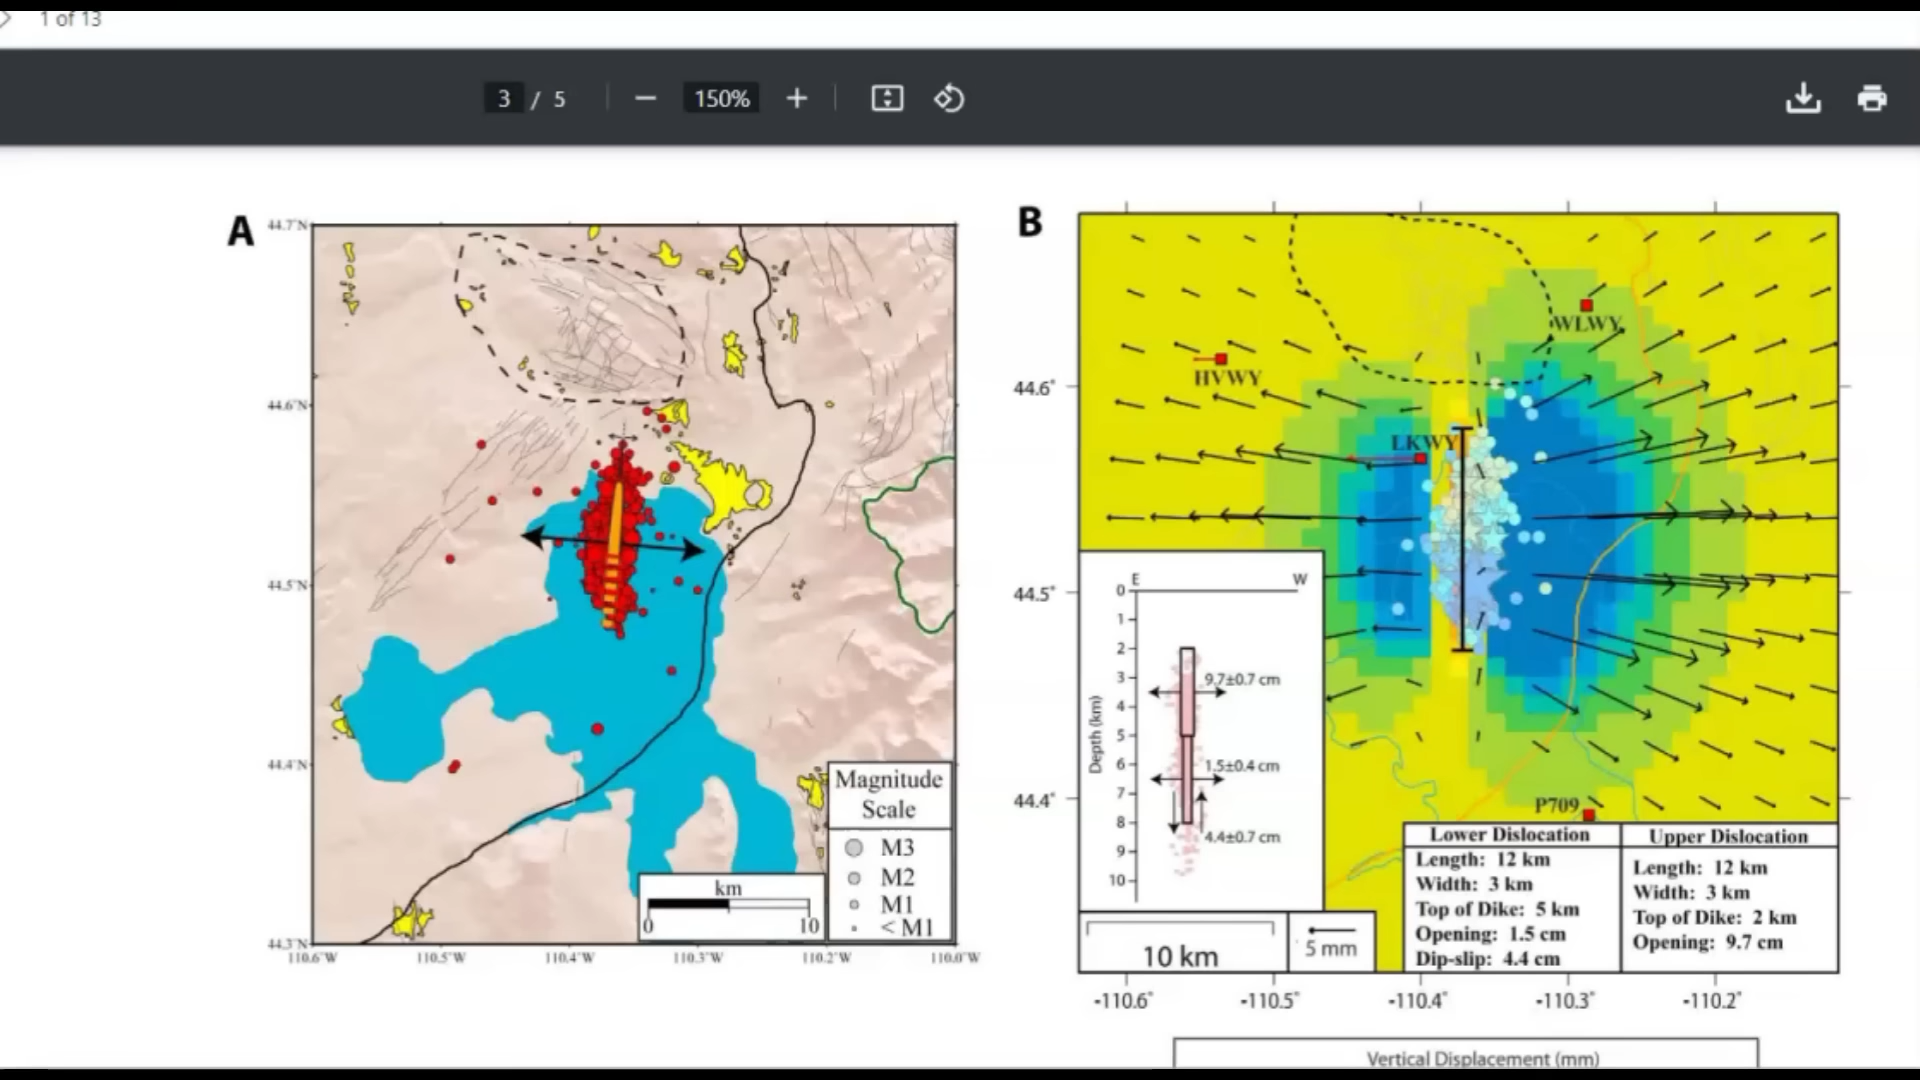 1 of 13
3 / 5
150%
A
44.7°N
44.6°N
44.5°N
44.4°N
44.3°N
110.6°W
110.5°W
110.4°W
110.3°W
110.2°W
Magnitude
Scale
M3
M2
M1
< M1
km
0
10
B
44.6°
44.5°
44.4°
WLWY
HVWY
LKWY
P709
E
W
0
1
2
3
4
5
6
7
8
9
10
Depth (km)
9.7±0.7 cm
1.5±0.4 cm
4.4±0.7 cm
10 km
5 mm
Lower Dislocation
Length: 12 km
Width: 3 km
Top of Dike: 5 km
Opening: 1.5 cm
Dip-slip: 4.4 cm
Upper Dislocation
Length: 12 km
Width: 3 km
Top of Dike: 2 km
Opening: 9.7 cm
-110.6°
-110.5°
-110.4°
-110.3°
-110.2°
Vertical Displacement (mm)